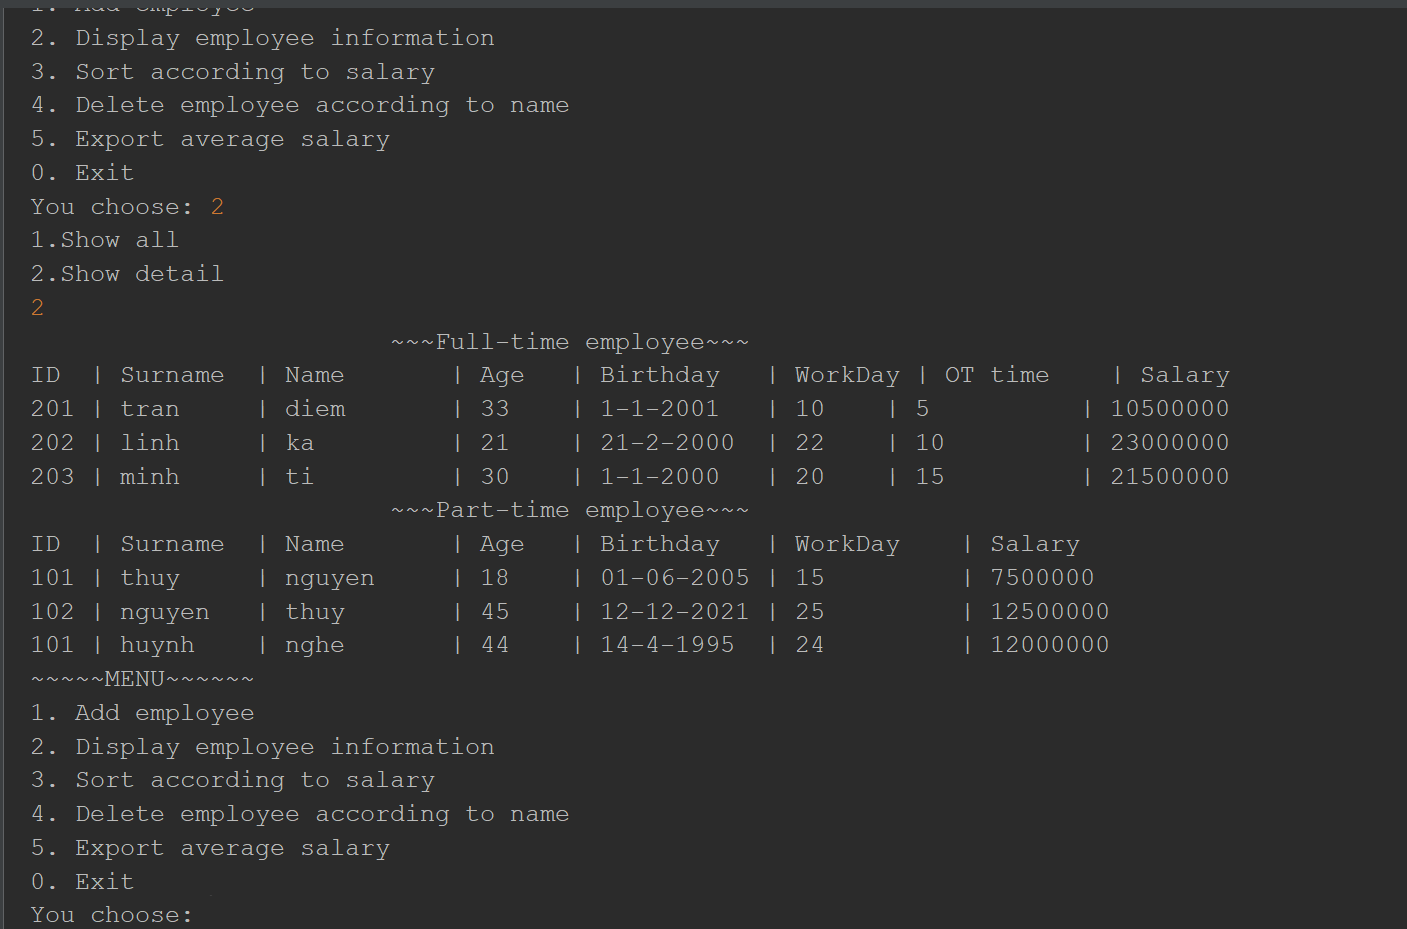 1. Add employee
2. Display employee information
3. Sort according to salary
4. Delete employee according to name
5. Export average salary
0. Exit
You choose: 2
1.Show all
2.Show detail
2
~~~Full-time employee~~~
ID  | Surname  | Name       | Age   | Birthday   | WorkDay | OT time    | Salary
201 | tran     | diem       | 33    | 1-1-2001   | 10    | 5          | 10500000
202 | linh     | ka         | 21    | 21-2-2000  | 22    | 10         | 23000000
203 | minh     | ti         | 30    | 1-1-2000   | 20    | 15         | 21500000
~~~Part-time employee~~~
ID  | Surname  | Name       | Age   | Birthday   | WorkDay    | Salary
101 | thuy     | nguyen     | 18    | 01-06-2005 | 15         | 7500000
102 | nguyen   | thuy       | 45    | 12-12-2021 | 25         | 12500000
101 | huynh    | nghe       | 44    | 14-4-1995  | 24         | 12000000
~~~~~MENU~~~~~~
1. Add employee
2. Display employee information
3. Sort according to salary
4. Delete employee according to name
5. Export average salary
0. Exit
You choose: